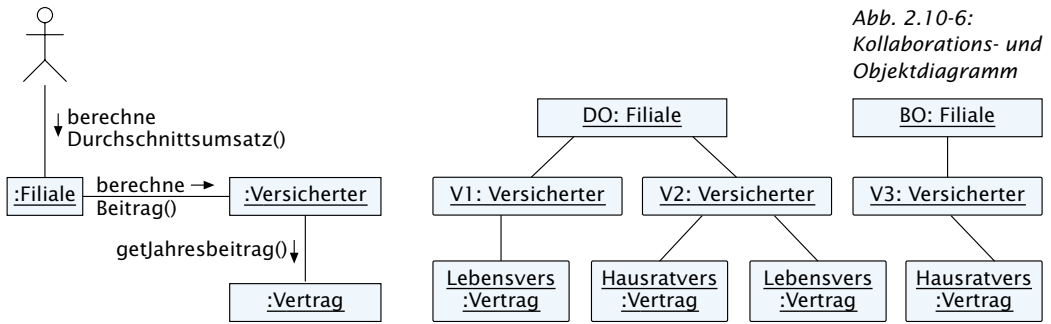 Abb. 2.10-6:
Kollaborations- und
Objektdiagramm
berechne
Durchschnittsumsatz()
:Filiale
berechne
Beitrag()
:Versicherter
getJahresbeitrag()
:Vertrag
DO: Filiale
BO: Filiale
V1: Versicherter
V2: Versicherter
V3: Versicherter
Lebensvers
:Vertrag
Hausratvers
:Vertrag
Lebensvers
:Vertrag
Hausratvers
:Vertrag